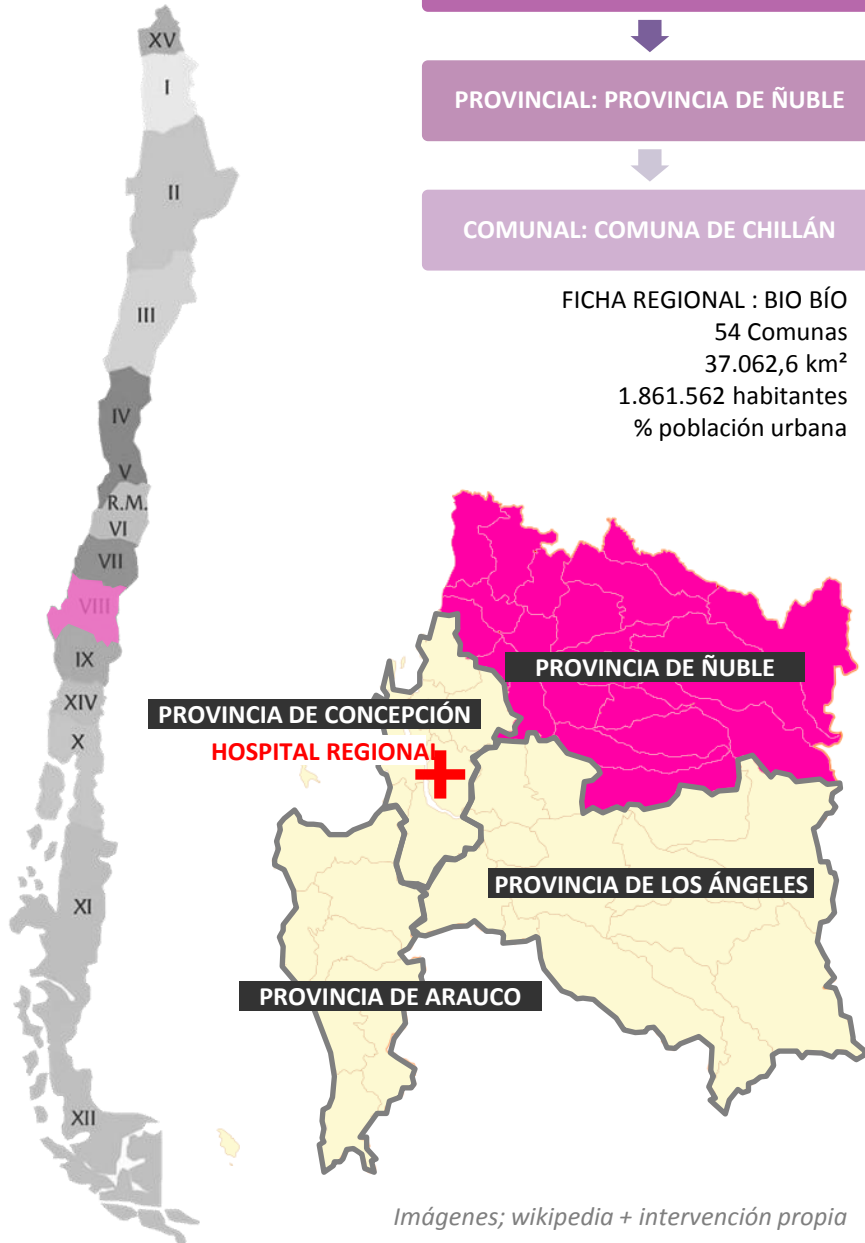 PROVINCIAL: PROVINCIA DE ÑUBLE
COMUNAL: COMUNA DE CHILLÁN
FICHA REGIONAL : BIO BÍO
54 Comunas
37.062,6 km²
1.861.562 habitantes
% población urbana
XV
I
II
III
IV
V
R.M.
VI
VII
VIII
IX
XIV
X
XI
XII
PROVINCIA DE ÑUBLE
PROVINCIA DE CONCEPCIÓN
HOSPITAL REGIONAL
PROVINCIA DE LOS ÁNGELES
PROVINCIA DE ARAUCO
Imágenes; wikipedia + intervención propia